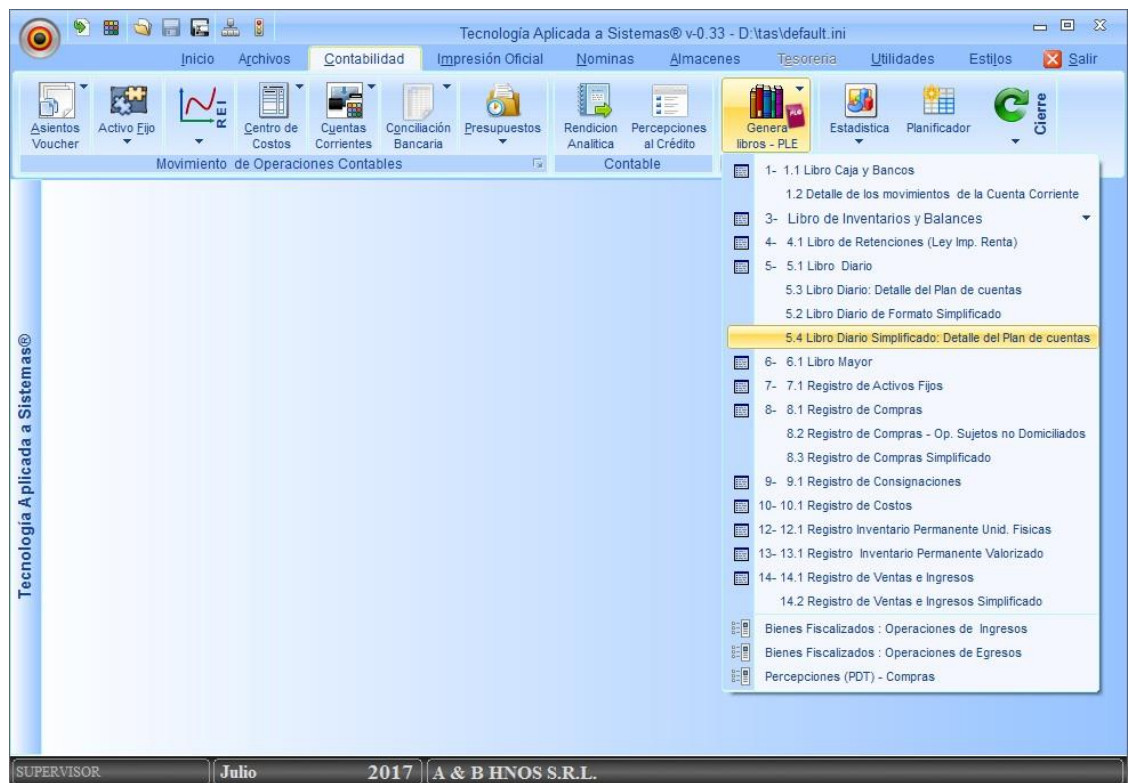 Tecnología Aplicada a Sistemas® v-0.33 - D:\tas\default.ini
Inicio Archivos Contabilidad Impresión Oficial Nominas Almacenes Tesoreria Utilidades Estilos Salir
Asientos Voucher
Activo Fijo
REI
Centro de Costos
Cuentas Corrientes
Conciliación Bancaria
Presupuestos
Rendicion Analitica
Percepciones al Crédito
Genera libros - PLE
Estadistica
Planificador
Cierre
Movimiento de Operaciones Contables
Contable
1- 1.1 Libro Caja y Bancos
1.2 Detalle de los movimientos de la Cuenta Corriente
3- Libro de Inventarios y Balances
4- 4.1 Libro de Retenciones (Ley Imp. Renta)
5- 5.1 Libro Diario
5.3 Libro Diario: Detalle del Plan de cuentas
5.2 Libro Diario de Formato Simplificado
5.4 Libro Diario Simplificado: Detalle del Plan de cuentas
6- 6.1 Libro Mayor
7- 7.1 Registro de Activos Fijos
8- 8.1 Registro de Compras
8.2 Registro de Compras - Op. Sujetos no Domiciliados
8.3 Registro de Compras Simplificado
9- 9.1 Registro de Consignaciones
10- 10.1 Registro de Costos
12- 12.1 Registro Inventario Permanente Unid. Fisicas
13- 13.1 Registro Inventario Permanente Valorizado
14- 14.1 Registro de Ventas e Ingresos
14.2 Registro de Ventas e Ingresos Simplificado
Bienes Fiscalizados : Operaciones de Ingresos
Bienes Fiscalizados : Operaciones de Egresos
Percepciones (PDT) - Compras
Tecnología Aplicada a Sistemas®
SUPERVISOR Julio 2017 A & B HNOS S.R.L.